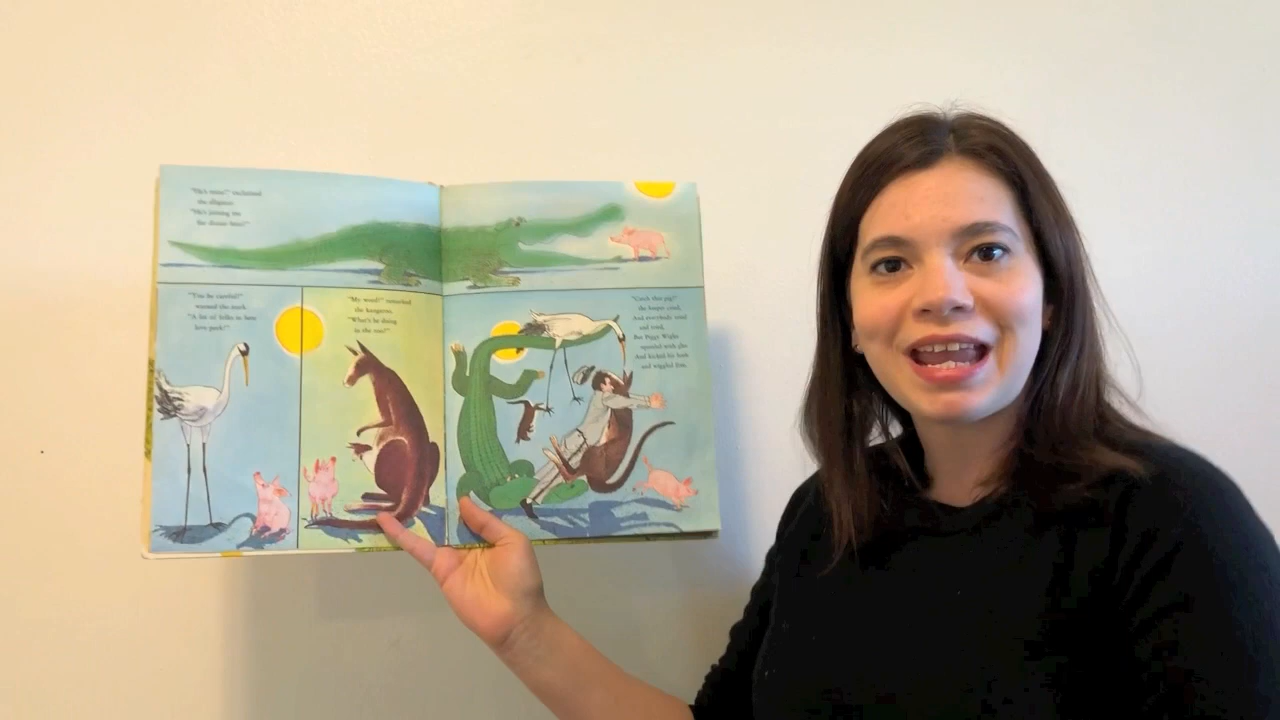 "He's mine!" exclaimed
the alligator.
"He's joining me
for dinner here!"
"You be careful!"
warned the stork.
"A lot of folks in here
love pork!"
"My word!" remarked
the kangaroo.
"What's he doing
in the zoo?"
"Catch that pig!"
the keeper cried.
And everybody tried
and tried,
But Piggy Wiglet
squealed with glee
And kicked his heels
and wiggled free.